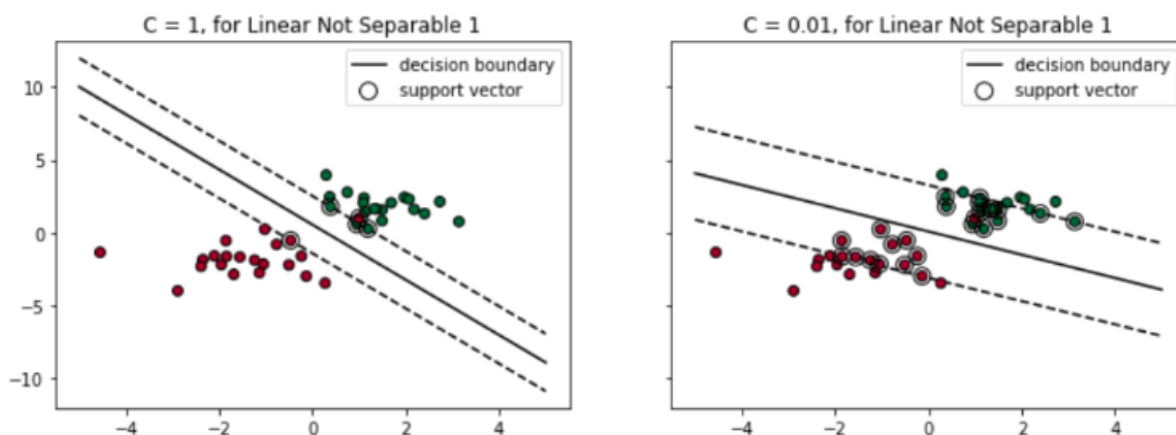 C = 1, for Linear Not Separable 1
decision boundary
support vector
10
5
0
−5
−10
−4
−2
0
2
4
C = 0.01, for Linear Not Separable 1
decision boundary
support vector
−4
−2
0
2
4